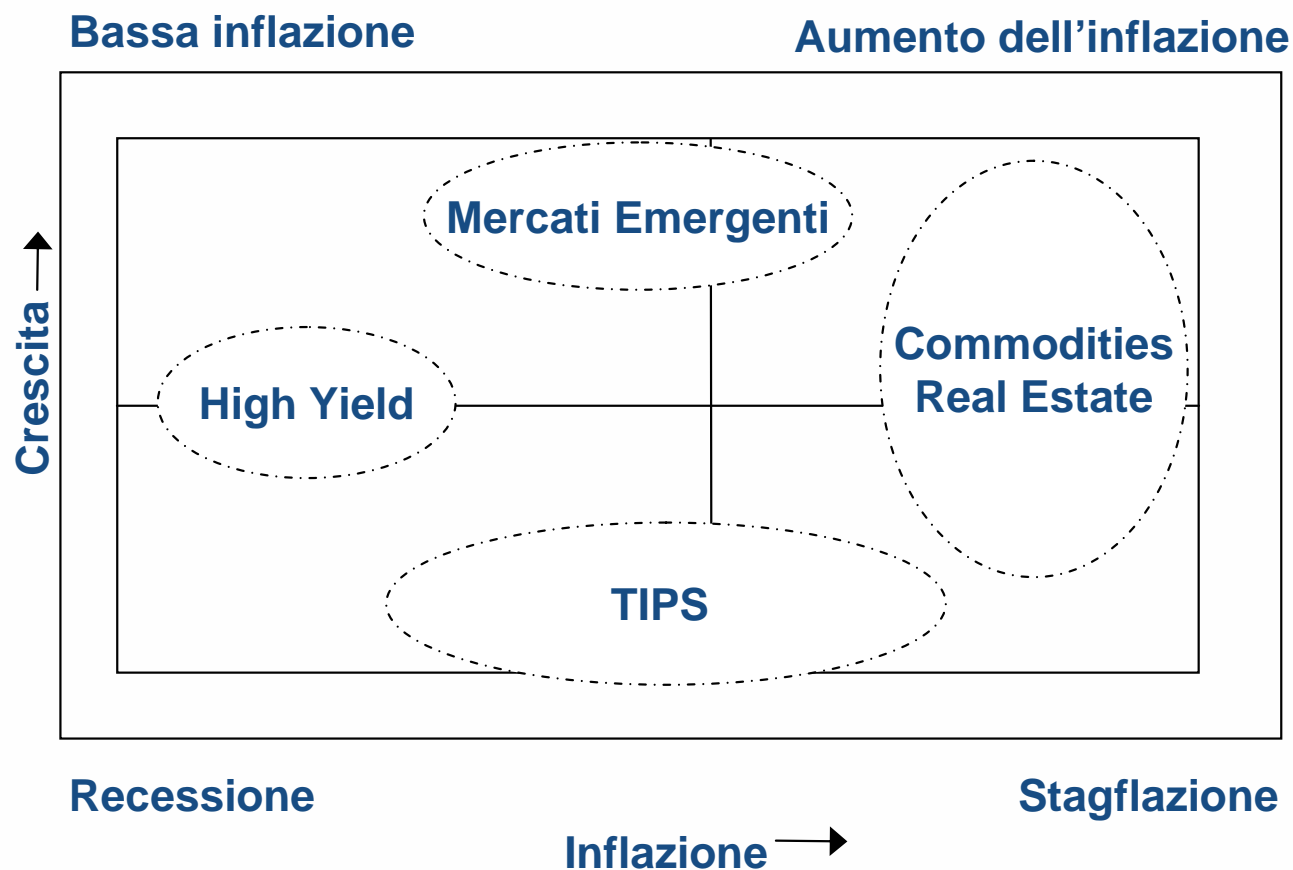 Bassa inflazione
Aumento dell’inflazione
Mercati Emergenti
Commodities
Real Estate
High Yield
Crescita
TIPS
Recessione
Stagflazione
Inflazione